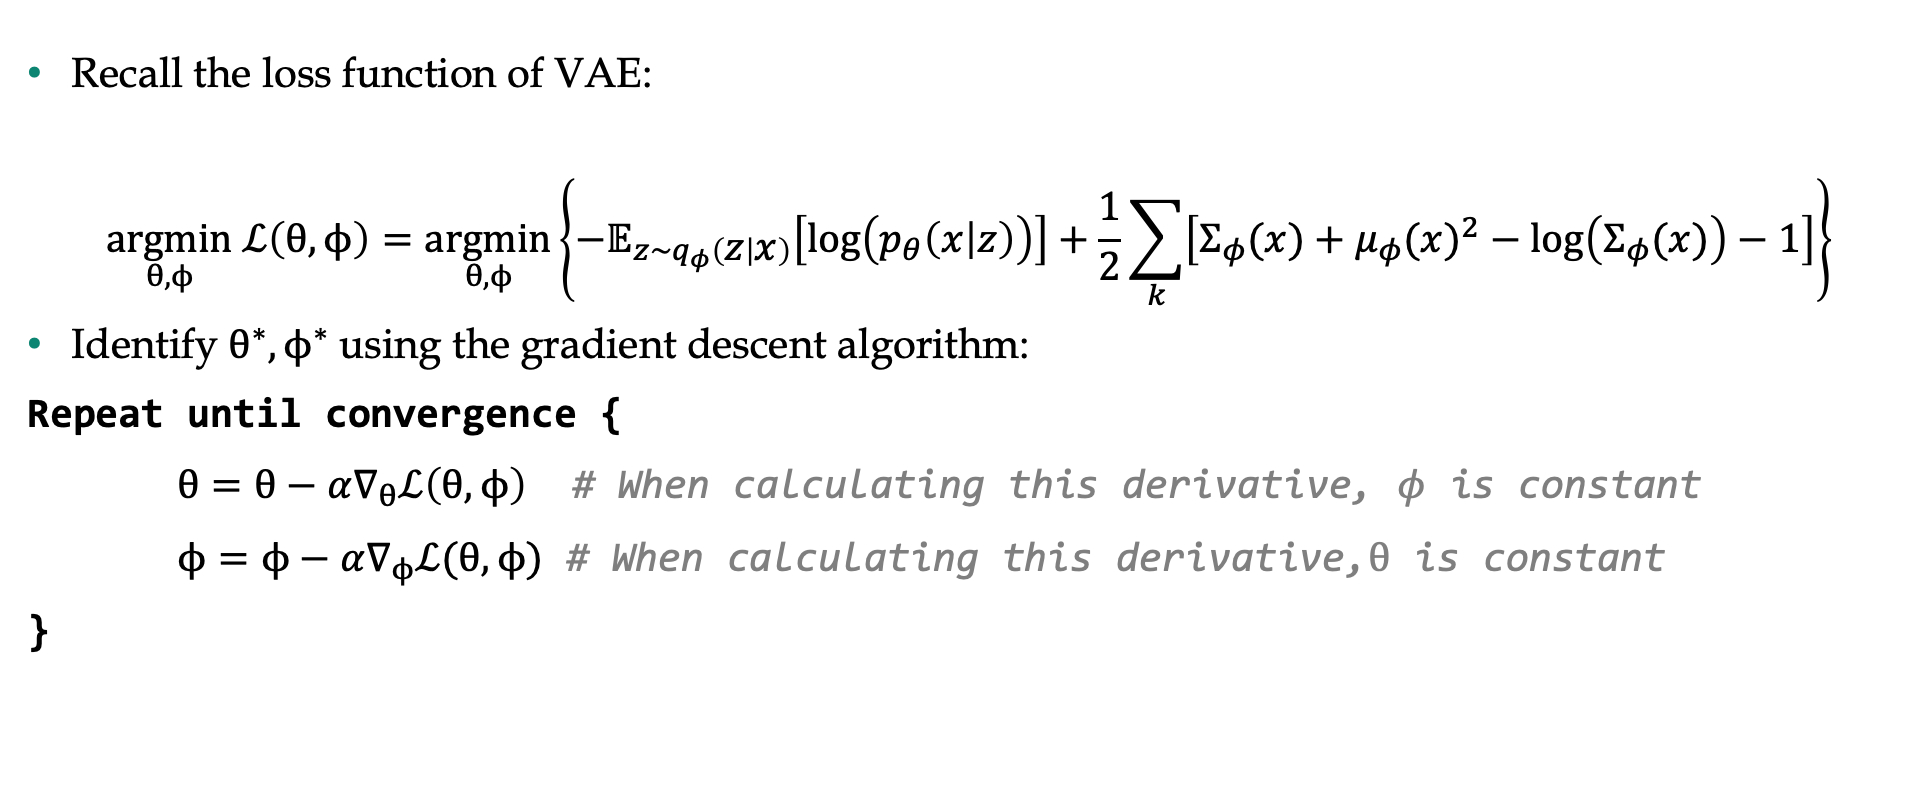 • Recall the loss function of VAE:
argmin_{θ,ϕ} ℒ(θ, ϕ) = argmin_{θ,ϕ} {−𝔼_{z~q_ϕ(z|x)}[log(p_θ(x|z))] + 1/2 ∑_k [Σ_ϕ(x) + μ_ϕ(x)² − log(Σ_ϕ(x)) − 1]}
• Identify θ*, ϕ* using the gradient descent algorithm:
Repeat until convergence {
θ = θ − α∇_θℒ(θ, ϕ) # When calculating this derivative, ϕ is constant
ϕ = ϕ − α∇_ϕℒ(θ, ϕ) # When calculating this derivative,θ is constant
}